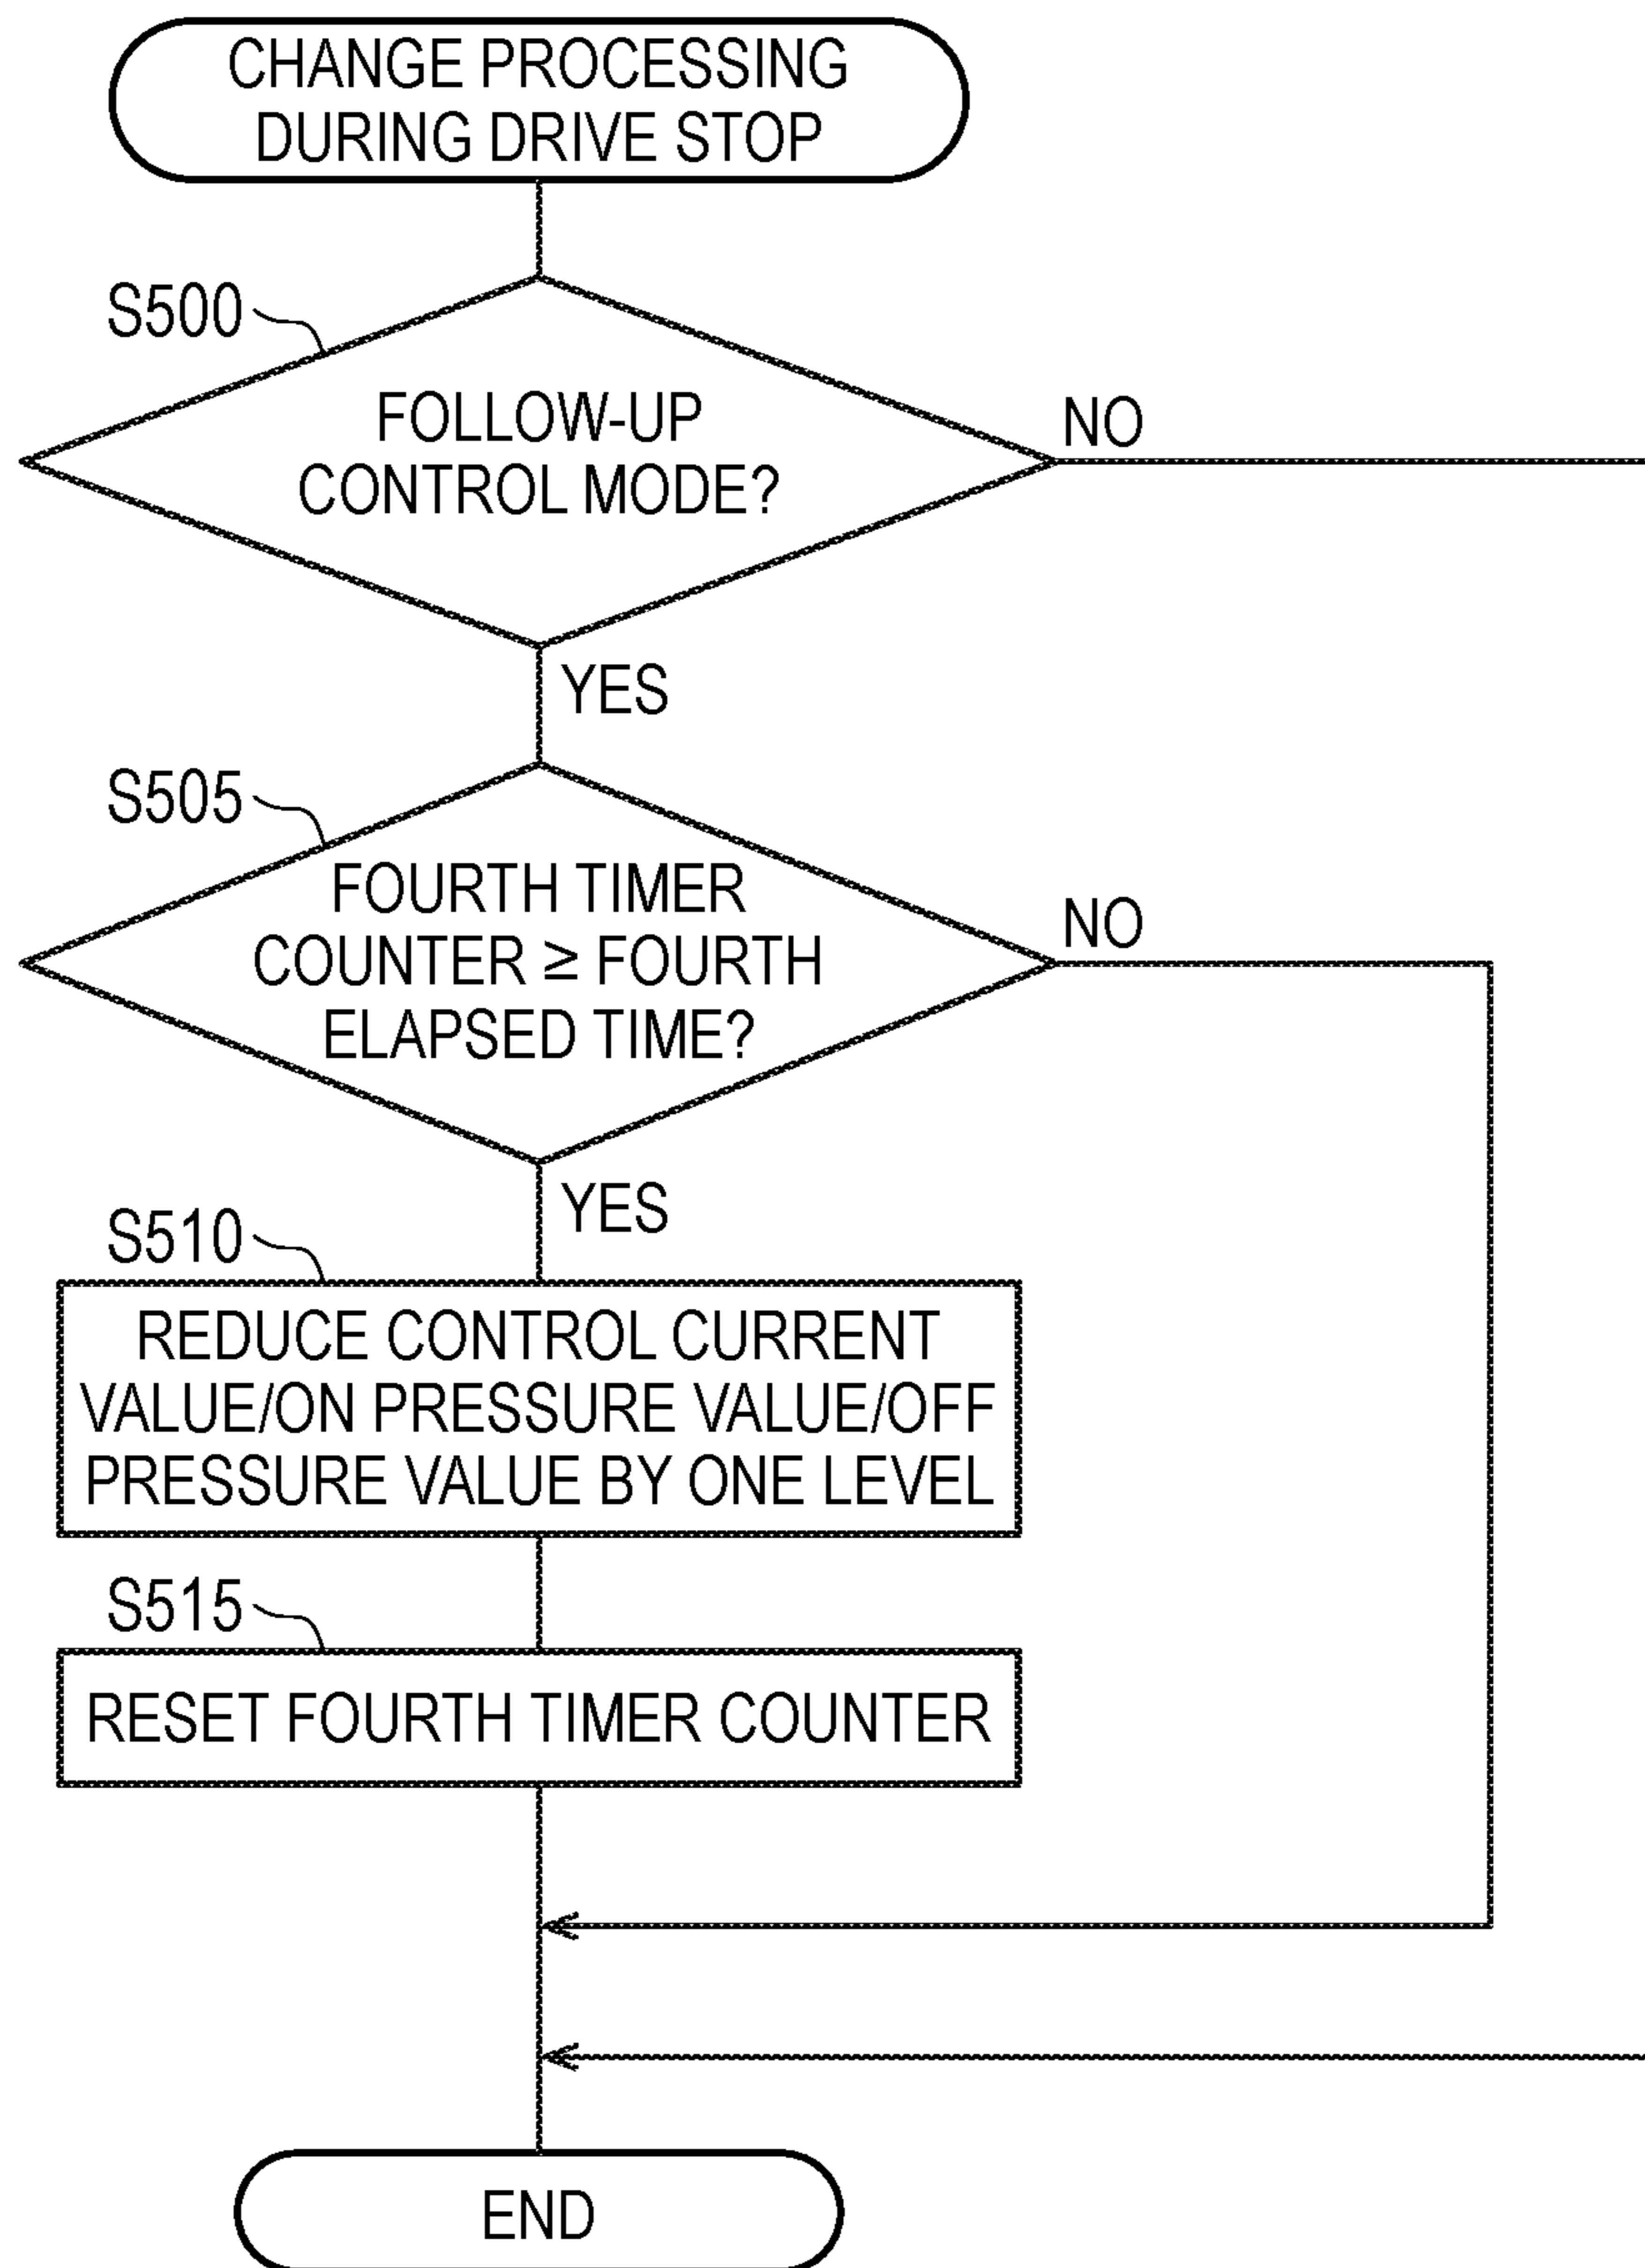 CHANGE PROCESSING
DURING DRIVE STOP
S500
FOLLOW-UP
CONTROL MODE?
NO
YES
S505
FOURTH TIMER
COUNTER ≥ FOURTH
ELAPSED TIME?
NO
YES
S510
REDUCE CONTROL CURRENT
VALUE/ON PRESSURE VALUE/OFF
PRESSURE VALUE BY ONE LEVEL
S515
RESET FOURTH TIMER COUNTER
END